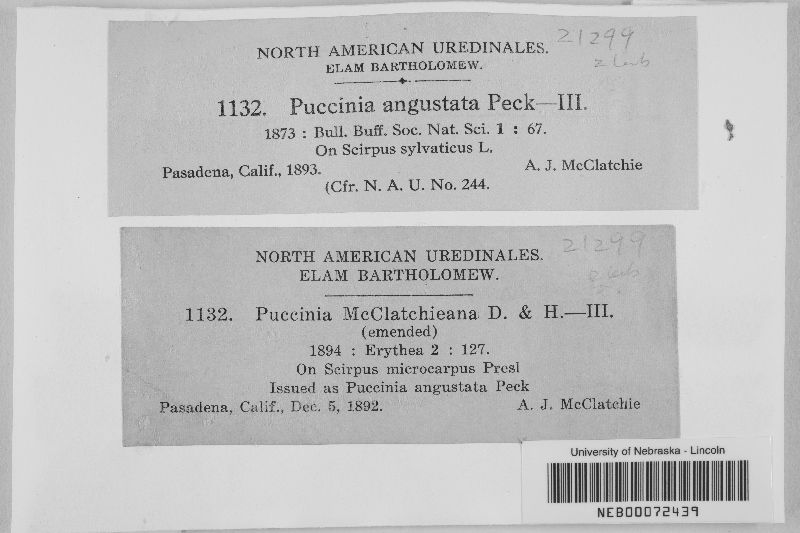 NORTH AMERICAN UREDINALES. 21299
ELAM BARTHOLOMEW.
1132. Puccinia angustata Peck—III.
1873 : Bull. Buff. Soc. Nat. Sci. 1 : 67.
On Scirpus sylvaticus L.
Pasadena, Calif., 1893. A. J. McClatchie
(Cfr. N. A. U. No. 244.
NORTH AMERICAN UREDINALES. 21299
ELAM BARTHOLOMEW.
1132. Puccinia McClatchieana D. & H.—III.
(emended)
1894 : Erythea 2 : 127.
On Scirpus microcarpus Presl
Issued as Puccinia angustata Peck
Pasadena, Calif., Dec. 5, 1892. A. J. McClatchie
University of Nebraska - Lincoln
NEB00072439